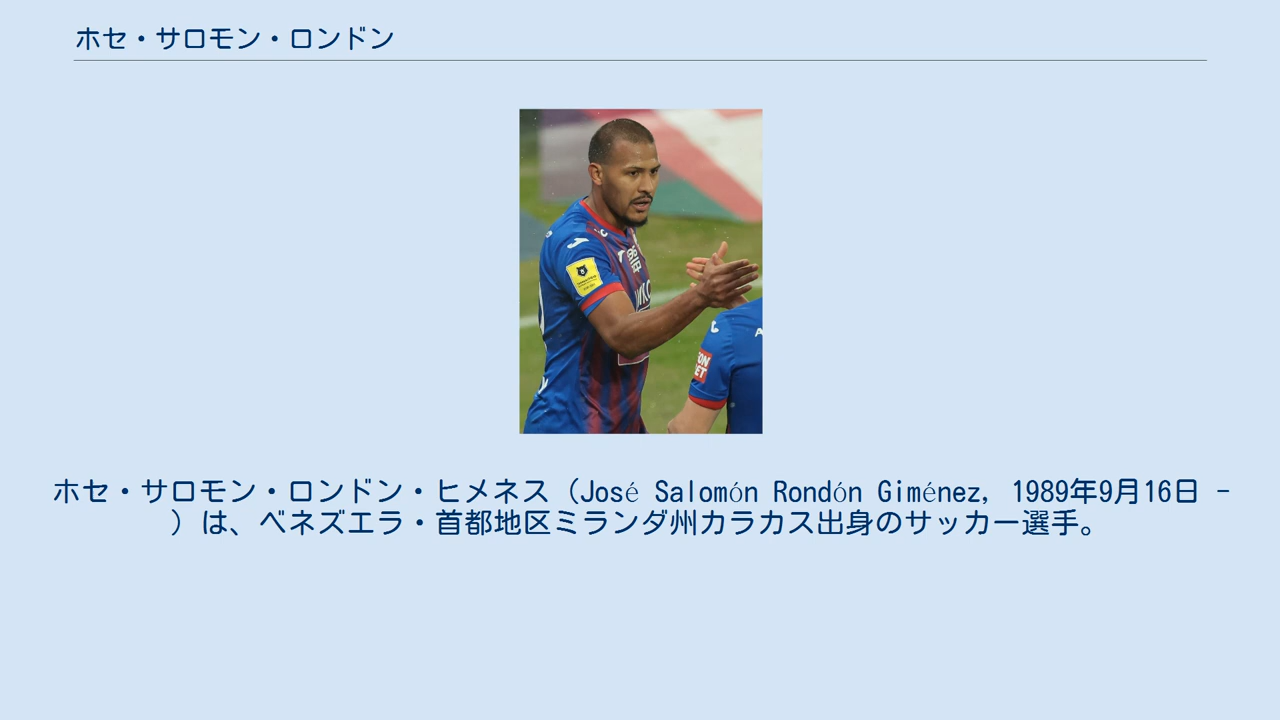 ホセ・サロモン・ロンドン
ホセ・サロモン・ロンドン・ヒメネス（José Salomón Rondón Giménez, 1989年9月16日 -
）は、ベネズエラ・首都地区ミランダ州カラカス出身のサッカー選手。